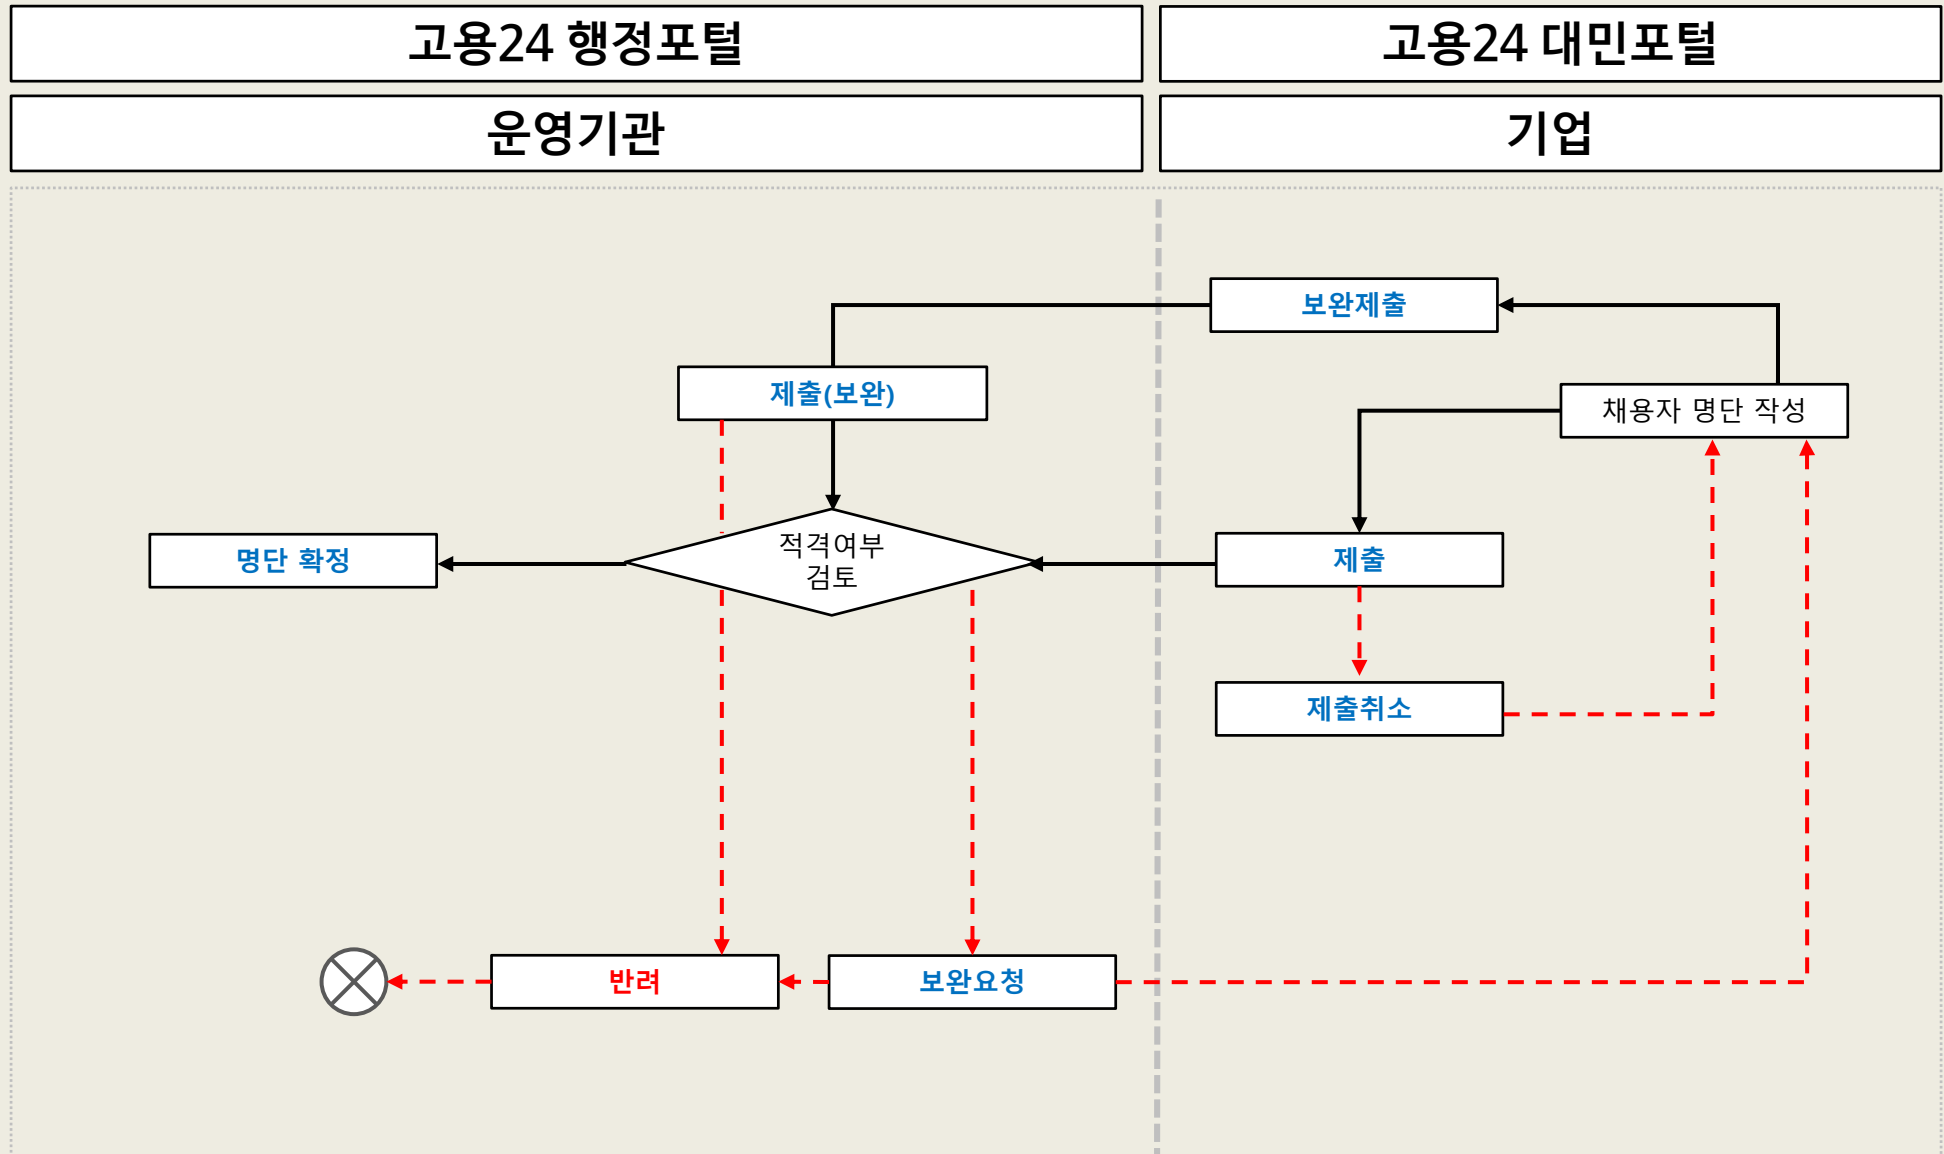 고용24 행정포털
고용24 대민포털
운영기관
기업
보완제출
제출(보완)
채용자 명단 작성
적격여부
검토
명단 확정
제출
제출취소
반려
보완요청